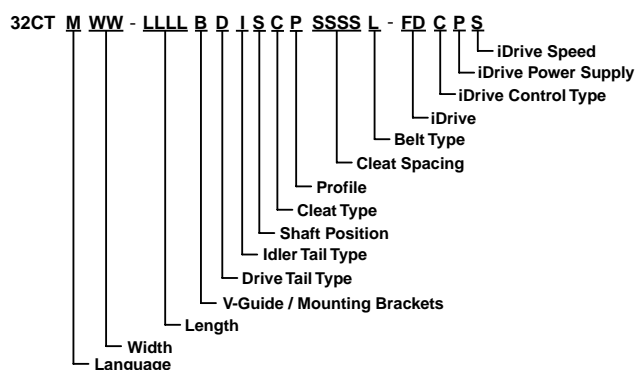 32CT M WW - LLLL B D I S C P SSSS L - FD C P S
iDrive Speed
iDrive Power Supply
iDrive Control Type
iDrive
Belt Type
Cleat Spacing
Profile
Cleat Type
Shaft Position
Idler Tail Type
Drive Tail Type
V-Guide / Mounting Brackets
Length
Width
Language